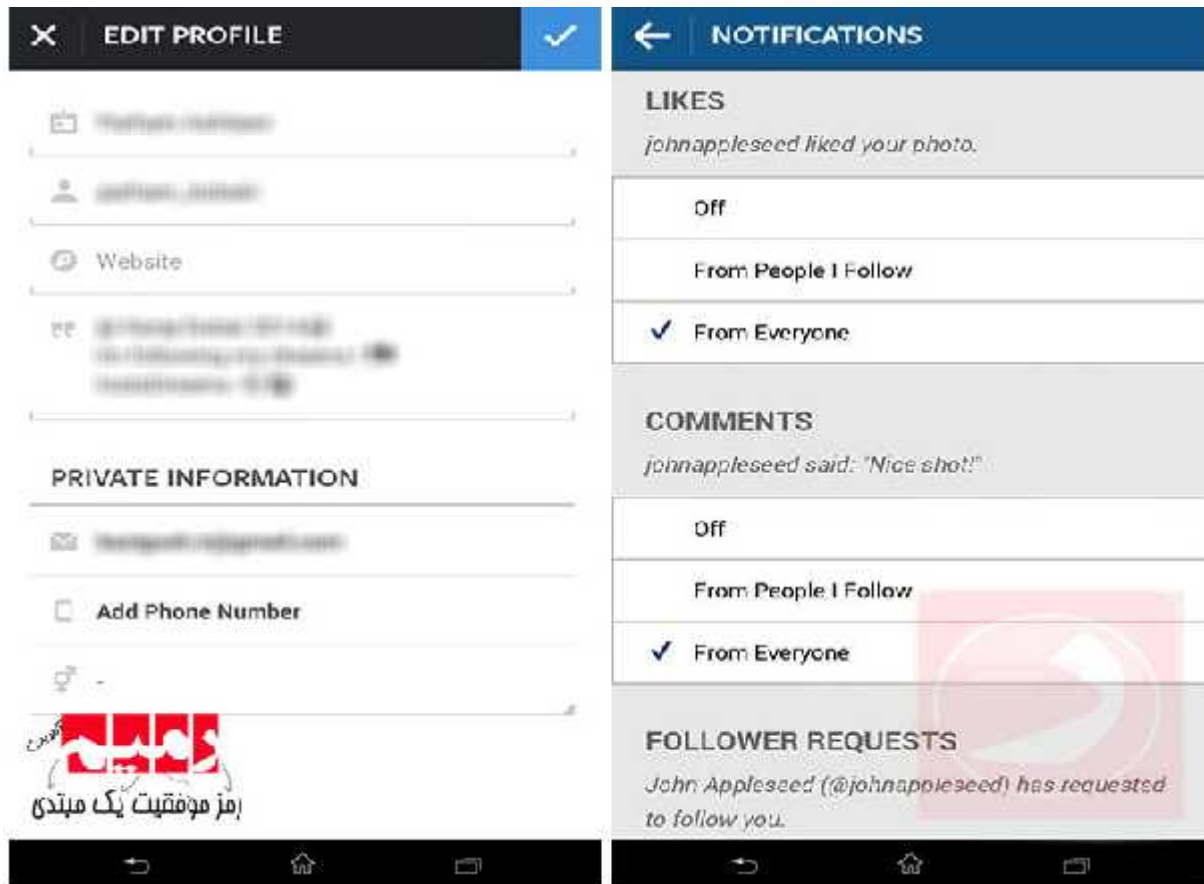 EDIT PROFILE
Website
PRIVATE INFORMATION
Add Phone Number
-
رمز موفقیت یک مبتدی
NOTIFICATIONS
LIKES
johnappleseed liked your photo.
Off
From People I Follow
From Everyone
COMMENTS
johnappleseed said: "Nice shot!"
Off
From People I Follow
From Everyone
FOLLOWER REQUESTS
John Appleseed (@johnappleseed) has requested
to follow you.